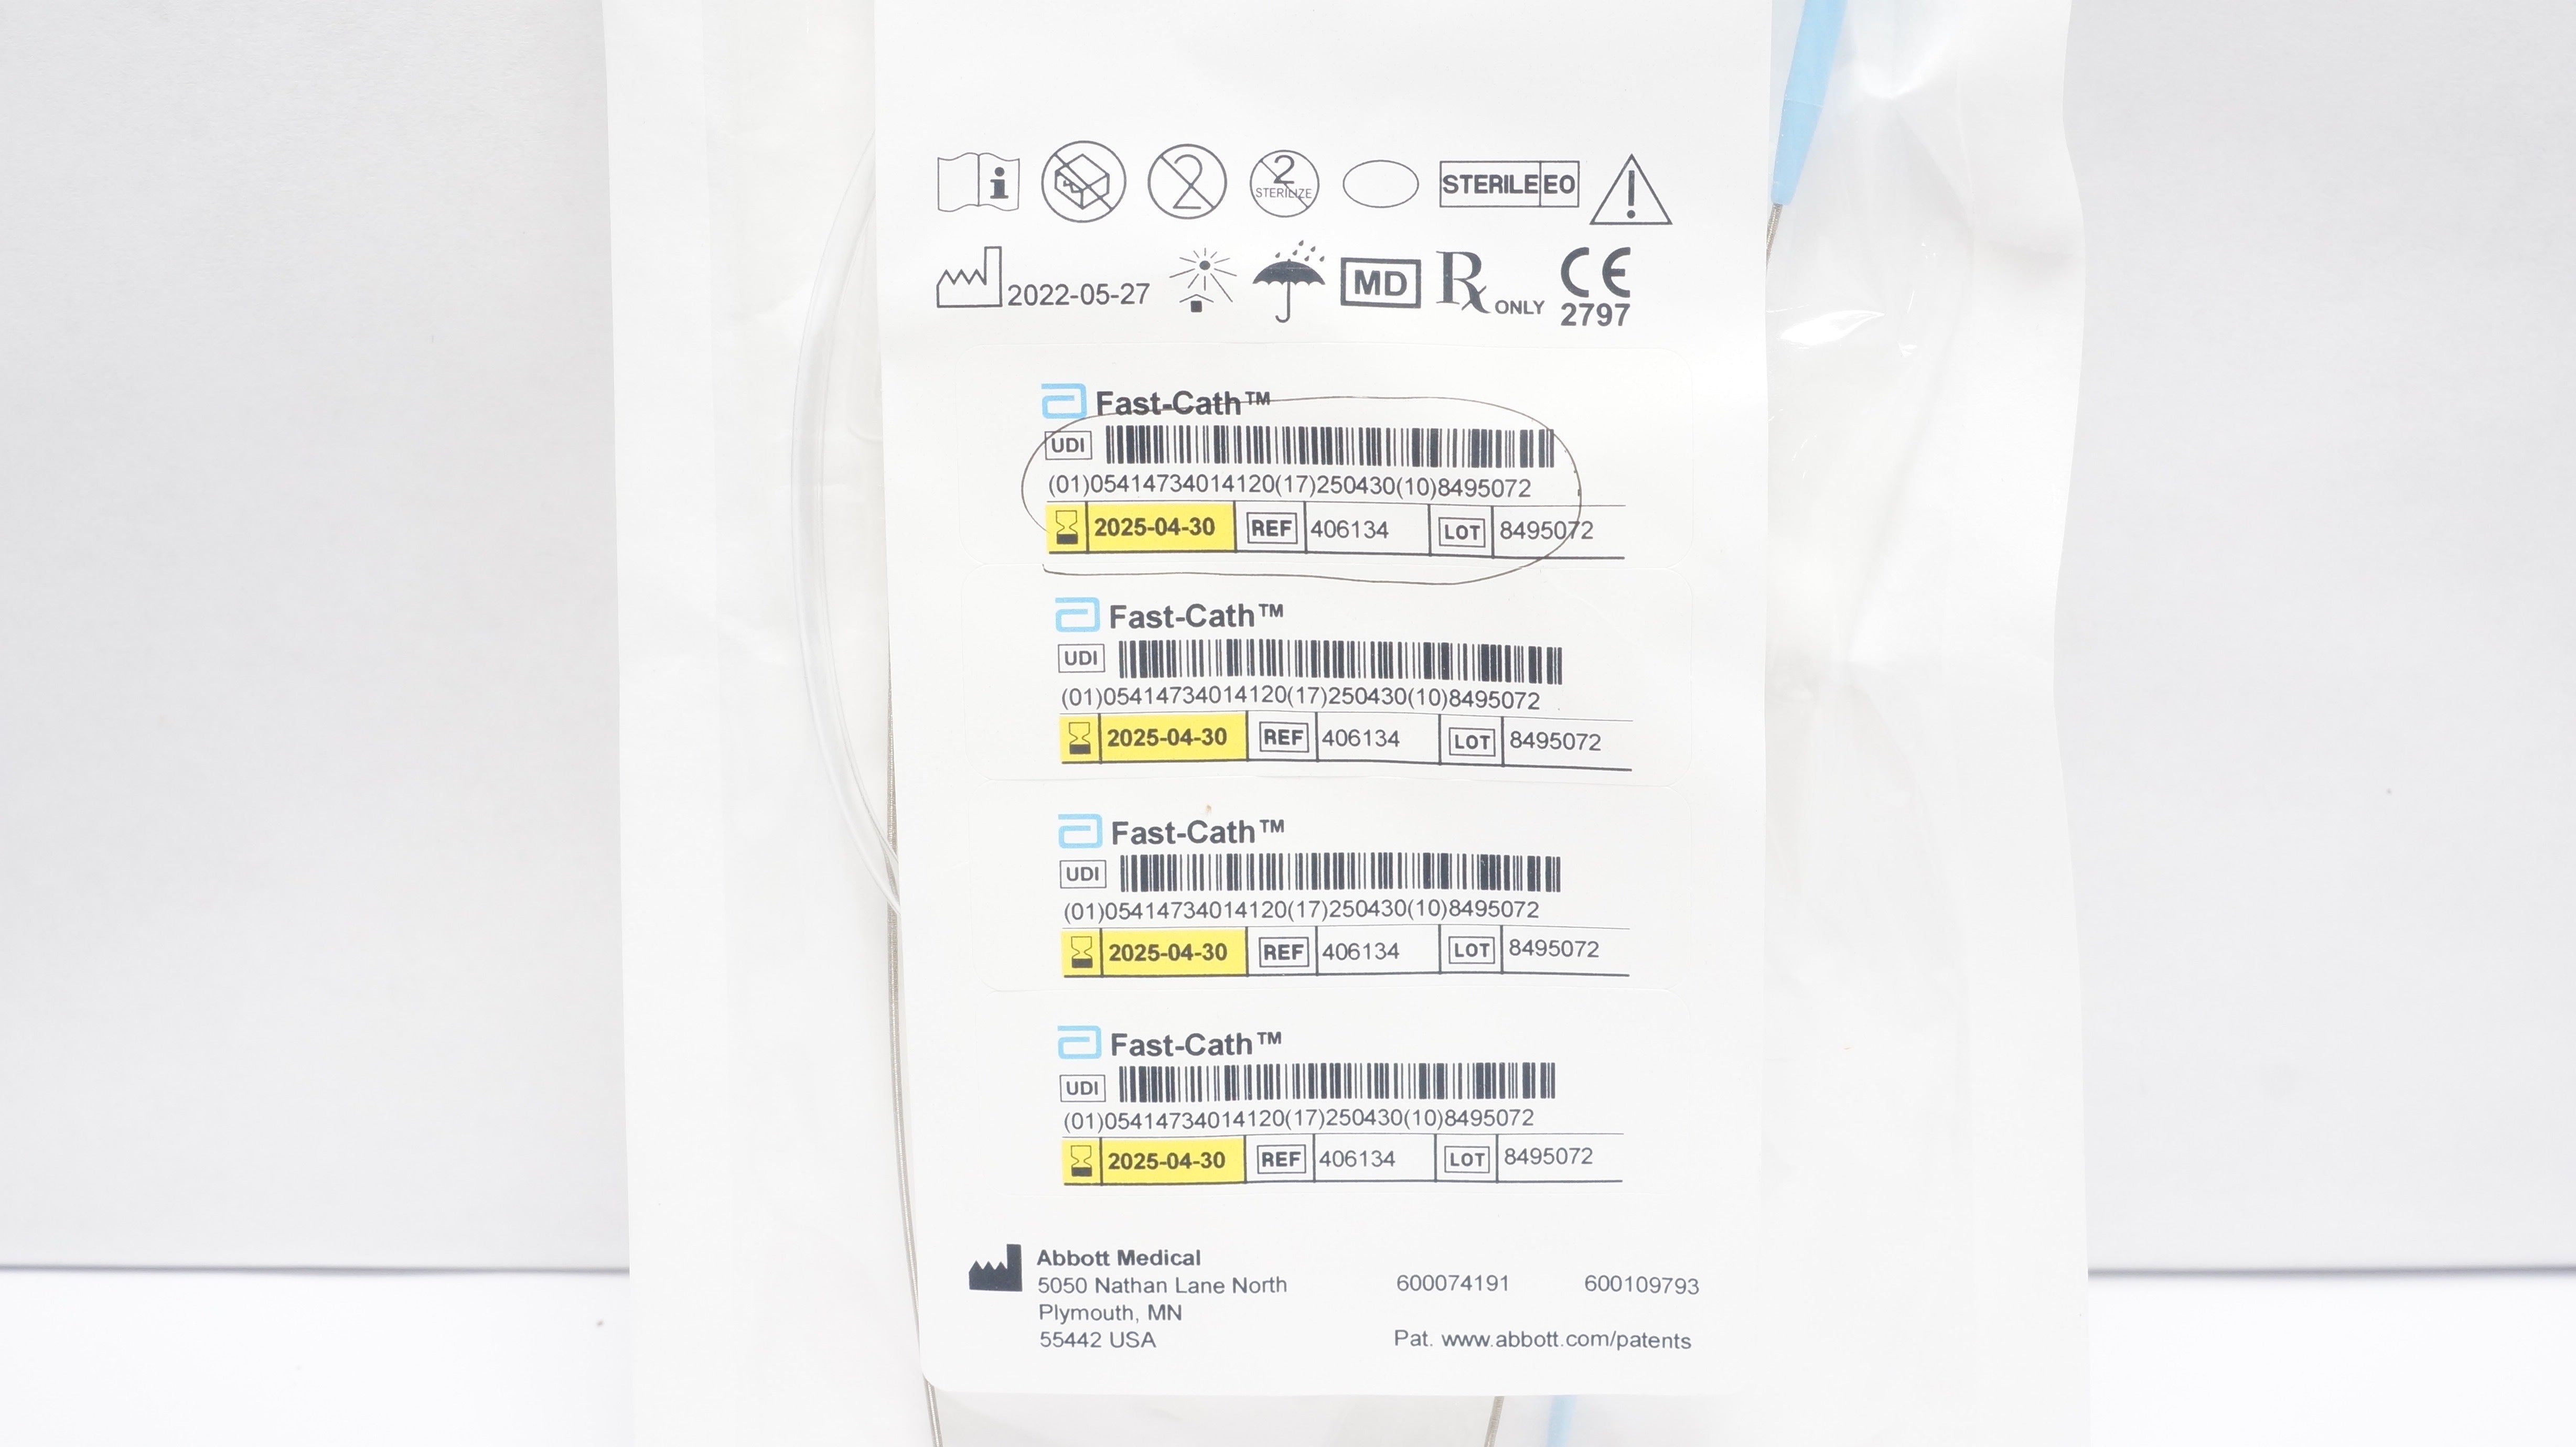 2
2
STERILIZE
STERILE EO
2022-05-27
MD
Rx ONLY
CE
2797
Fast-Cath™
UDI
(01)05414734014120(17)250430(10)8495072
2025-04-30 REF 406134 LOT 8495072
Fast-Cath™
UDI
(01)05414734014120(17)250430(10)8495072
2025-04-30 REF 406134 LOT 8495072
Fast-Cath™
UDI
(01)05414734014120(17)250430(10)8495072
2025-04-30 REF 406134 LOT 8495072
Fast-Cath™
UDI
(01)05414734014120(17)250430(10)8495072
2025-04-30 REF 406134 LOT 8495072
Abbott Medical
5050 Nathan Lane North
Plymouth, MN
55442 USA
600074191 600109793
Pat. www.abbott.com/patents